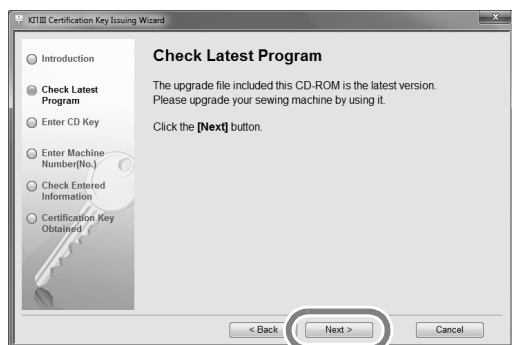 KIT III Certification Key Issuing Wizard
Introduction
Check Latest
Program
Enter CD Key
Enter Machine
Number(No.)
Check Entered
Information
Certification Key
Obtained
Check Latest Program
The upgrade file included this CD-ROM is the latest version.
Please upgrade your sewing machine by using it.
Click the [Next] button.
< Back
Next >
Cancel